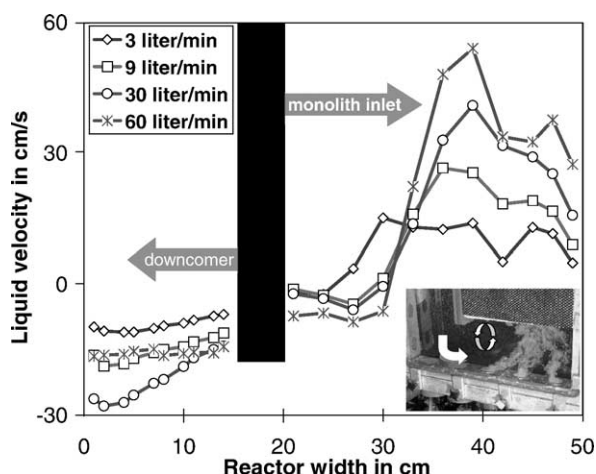 60
3 liter/min
9 liter/min
30 liter/min
60 liter/min
monolith inlet
30
Liquid velocity in cm/s
downcomer
0
-30
0 10 20 30 40 50
Reactor width in cm